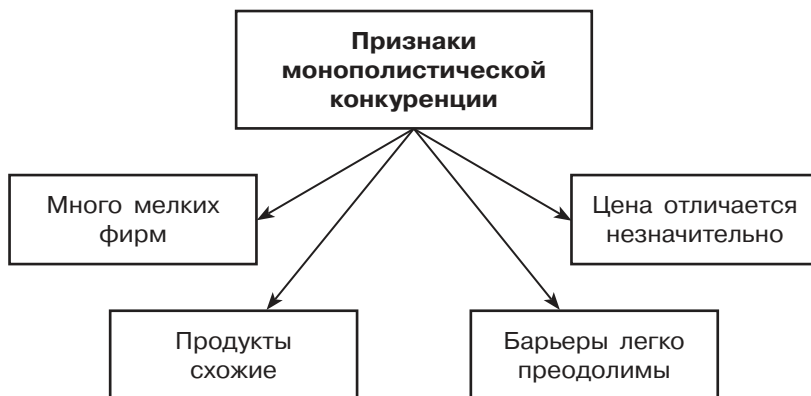 Признаки
монополистической
конкуренции
Много мелких
фирм
Цена отличается
незначительно
Продукты
схожие
Барьеры легко
преодолимы